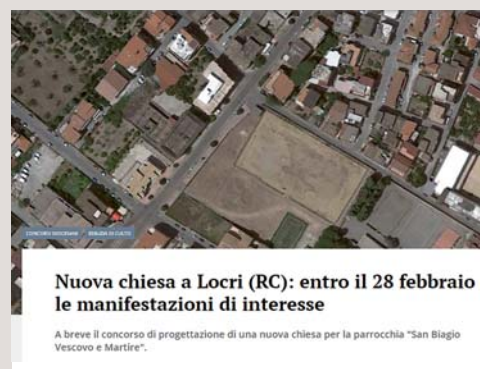 CONCORSI DIOCESANI
EDILIZIA DI CULTO
Nuova chiesa a Locri (RC): entro il 28 febbraio
le manifestazioni di interesse
A breve il concorso di progettazione di una nuova chiesa per la parrocchia "San Biagio
Vescovo e Martire".